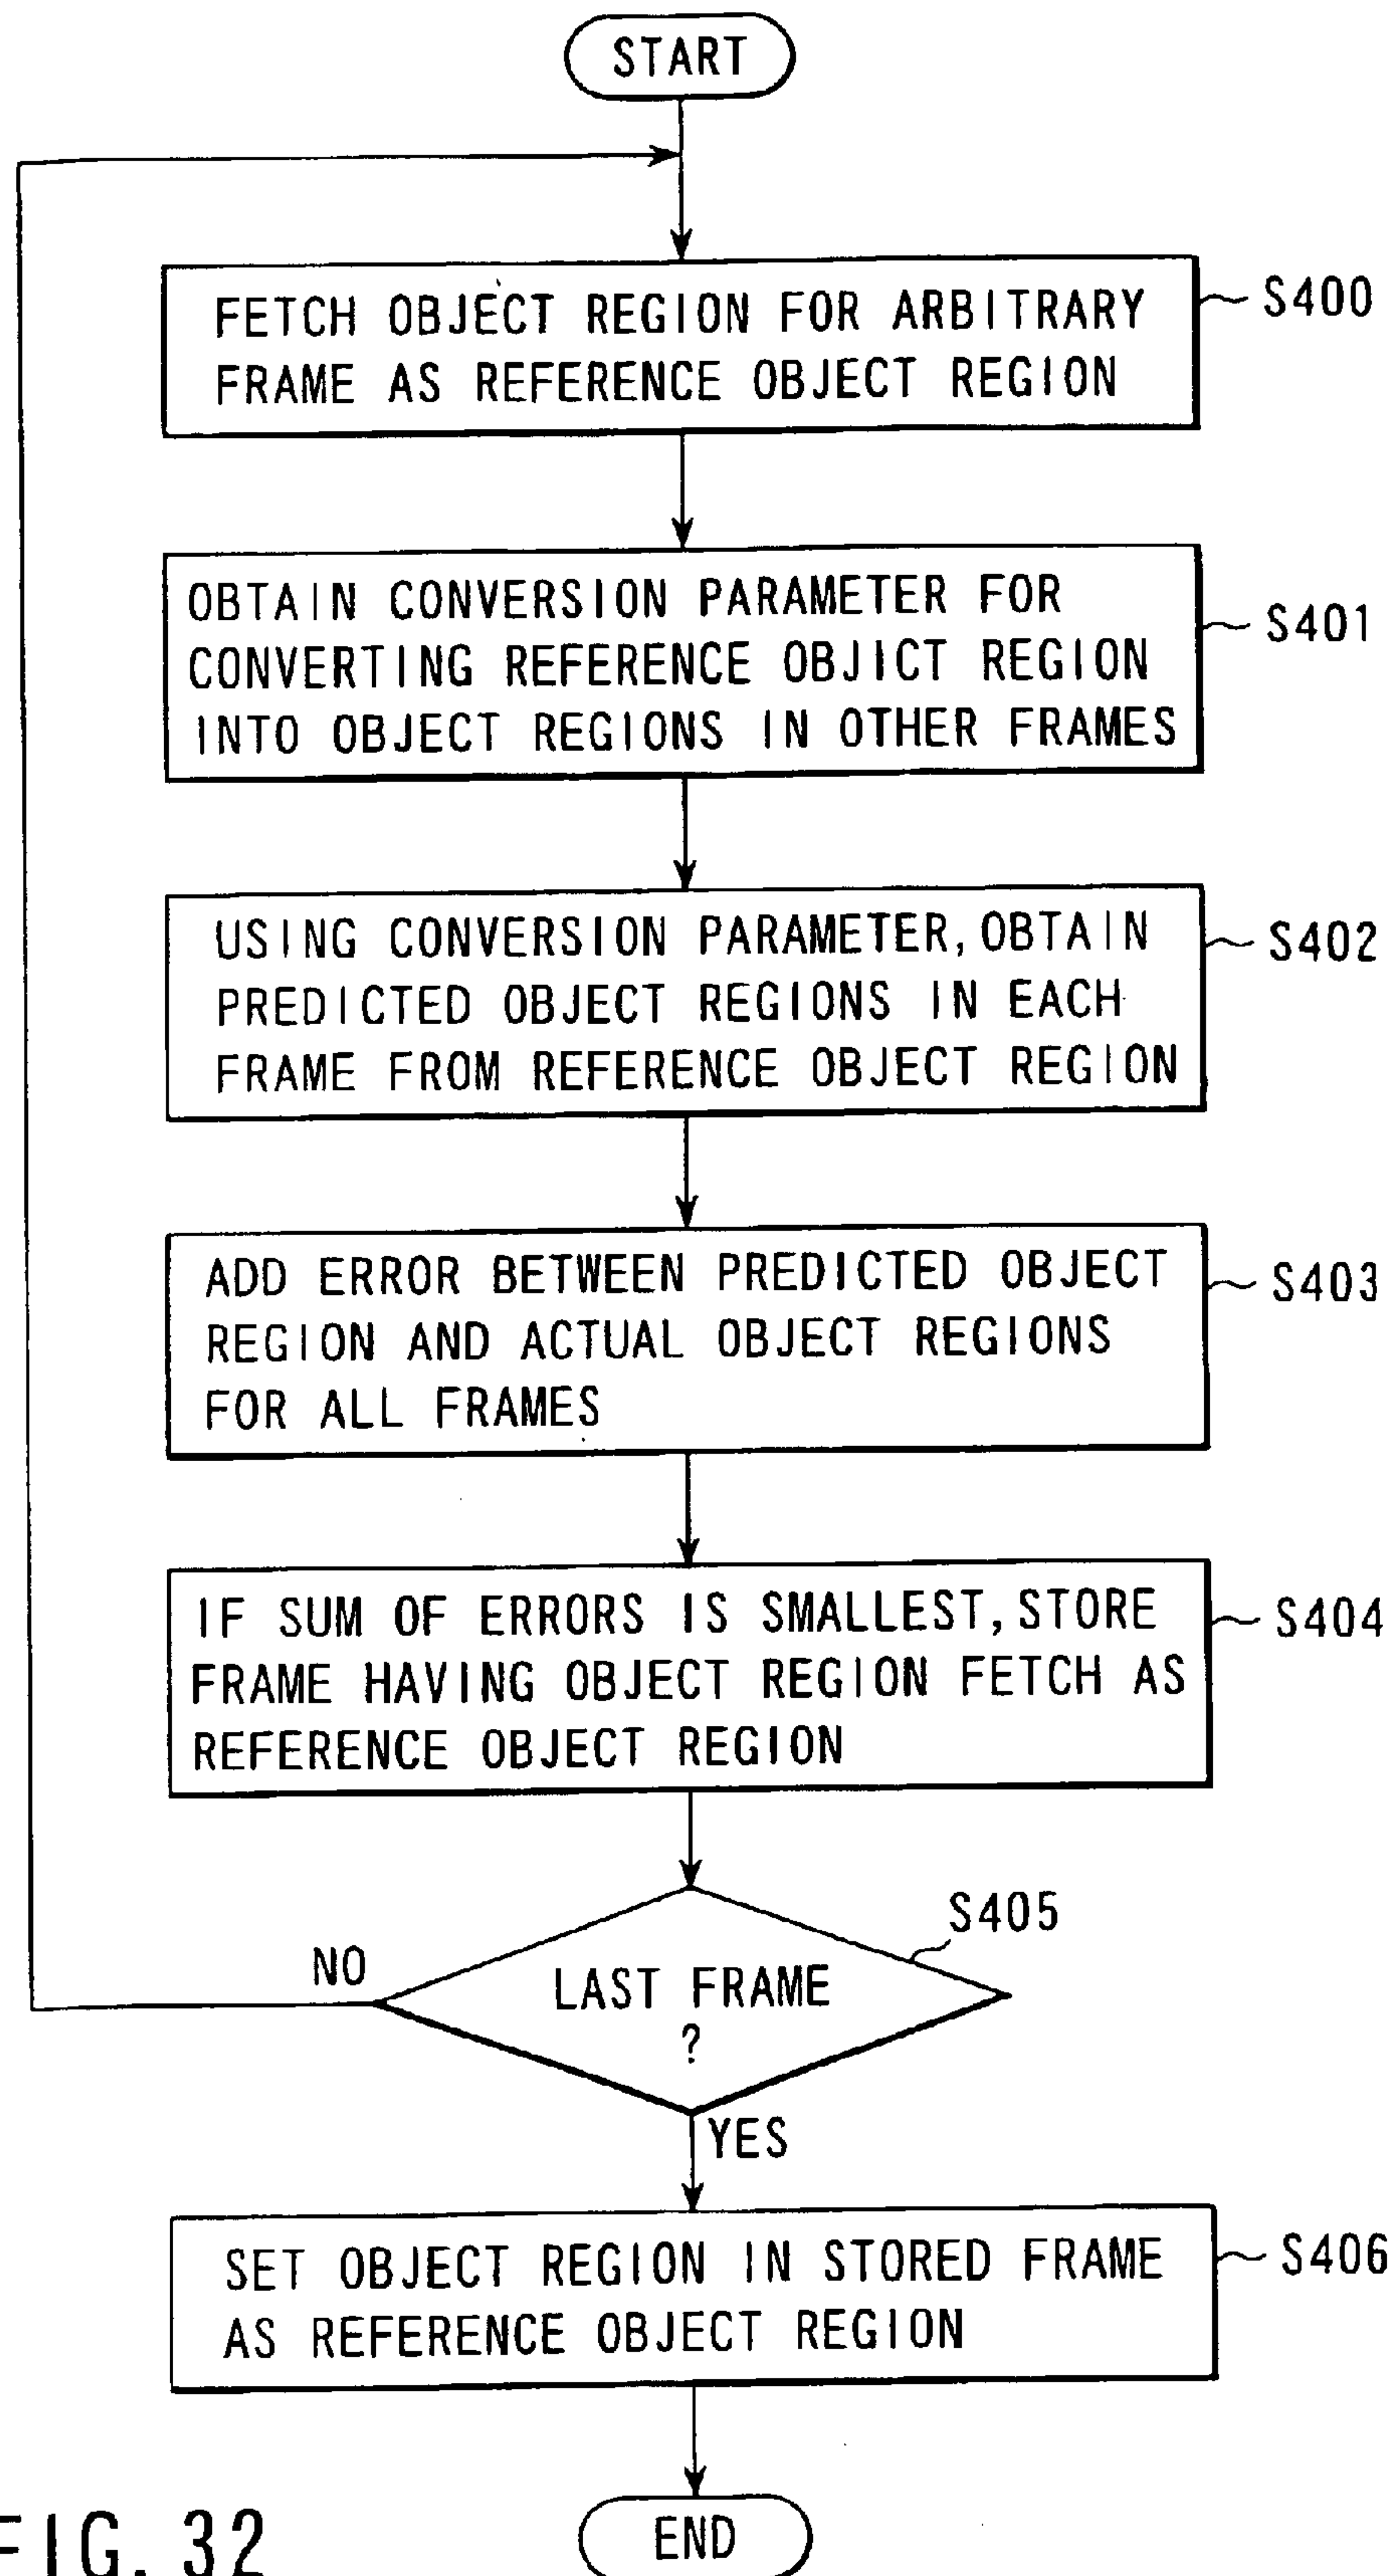 START
FETCH OBJECT REGION FOR ARBITRARY
FRAME AS REFERENCE OBJECT REGION
S400
OBTAIN CONVERSION PARAMETER FOR
CONVERTING REFERENCE OBJICT REGION
INTO OBJECT REGIONS IN OTHER FRAMES
S401
USING CONVERSION PARAMETER, OBTAIN
PREDICTED OBJECT REGIONS IN EACH
FRAME FROM REFERENCE OBJECT REGION
S402
ADD ERROR BETWEEN PREDICTED OBJECT
REGION AND ACTUAL OBJECT REGIONS
FOR ALL FRAMES
S403
IF SUM OF ERRORS IS SMALLEST, STORE
FRAME HAVING OBJECT REGION FETCH AS
REFERENCE OBJECT REGION
S404
S405
NO
LAST FRAME
?
YES
SET OBJECT REGION IN STORED FRAME
AS REFERENCE OBJECT REGION
S406
END
FIG. 32